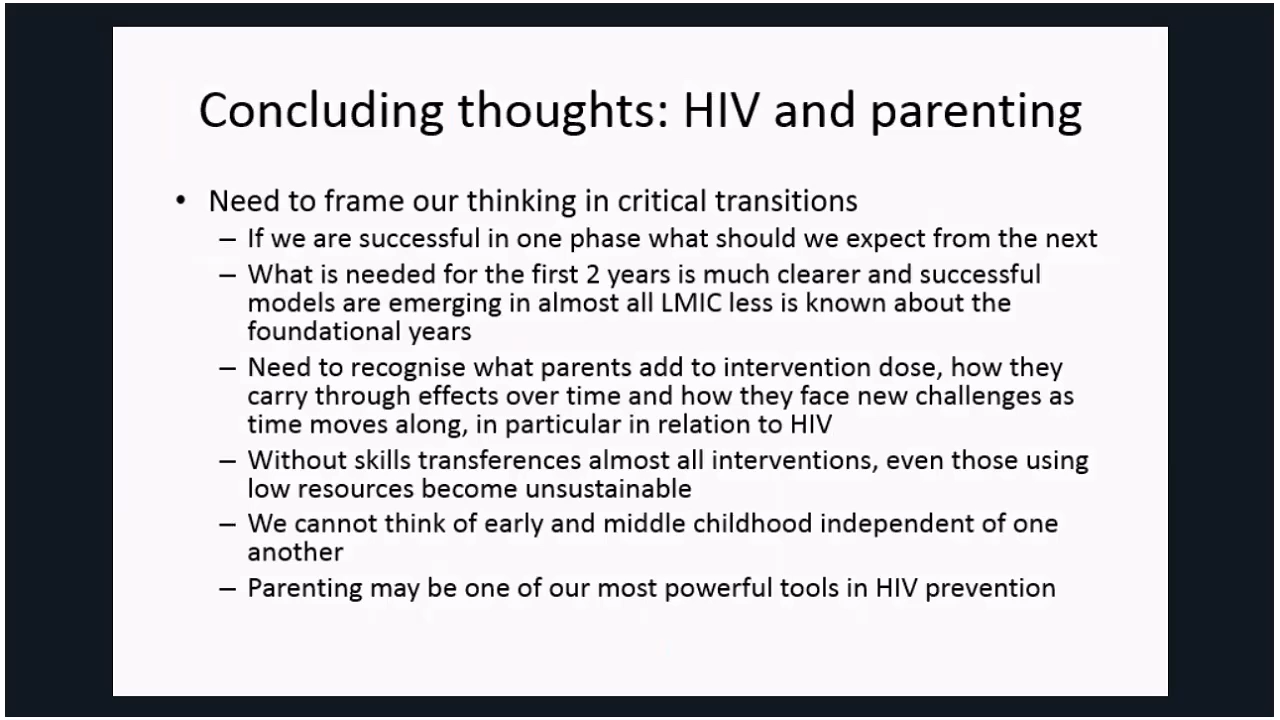 Concluding thoughts: HIV and parenting
• Need to frame our thinking in critical transitions
– If we are successful in one phase what should we expect from the next
– What is needed for the first 2 years is much clearer and successful
models are emerging in almost all LMIC less is known about the
foundational years
– Need to recognise what parents add to intervention dose, how they
carry through effects over time and how they face new challenges as
time moves along, in particular in relation to HIV
– Without skills transferences almost all interventions, even those using
low resources become unsustainable
– We cannot think of early and middle childhood independent of one
another
– Parenting may be one of our most powerful tools in HIV prevention